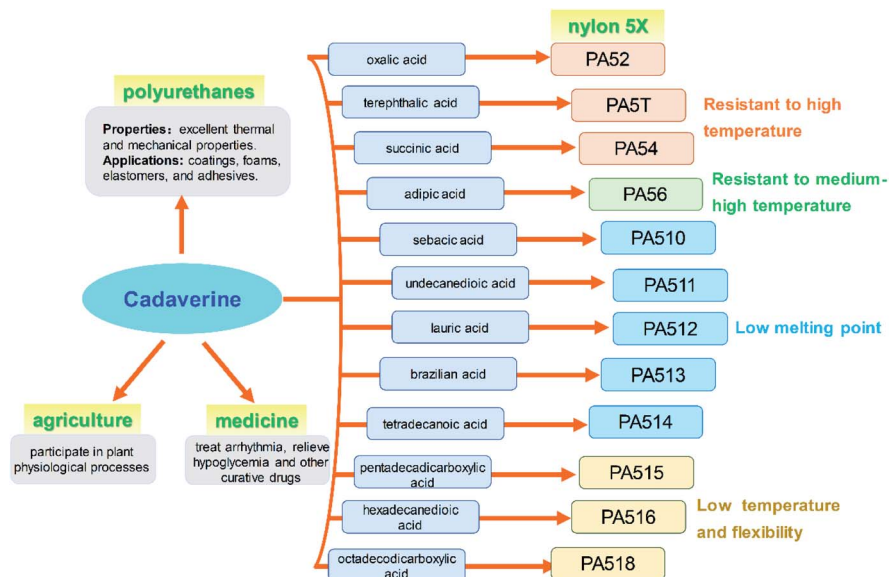 nylon 5X
oxalic acid
PA52
polyurethanes
Properties: excellent thermal
and mechanical properties.
Applications: coatings, foams,
elastomers, and adhesives.
terephthalic acid
PA5T
Resistant to high
temperature
succinic acid
PA54
adipic acid
PA56
Resistant to medium-
high temperature
sebacic acid
PA510
Cadaverine
undecanedioic acid
PA511
lauric acid
PA512
Low melting point
brazilian acid
PA513
agriculture
participate in plant
physiological processes
medicine
treat arrhythmia, relieve
hypoglycemia and other
curative drugs
tetradecanoic acid
PA514
pentadecadicarboxylic
acid
PA515
hexadecanedioic
acid
PA516
Low temperature
and flexibility
octadecodicarboxylic
acid
PA518